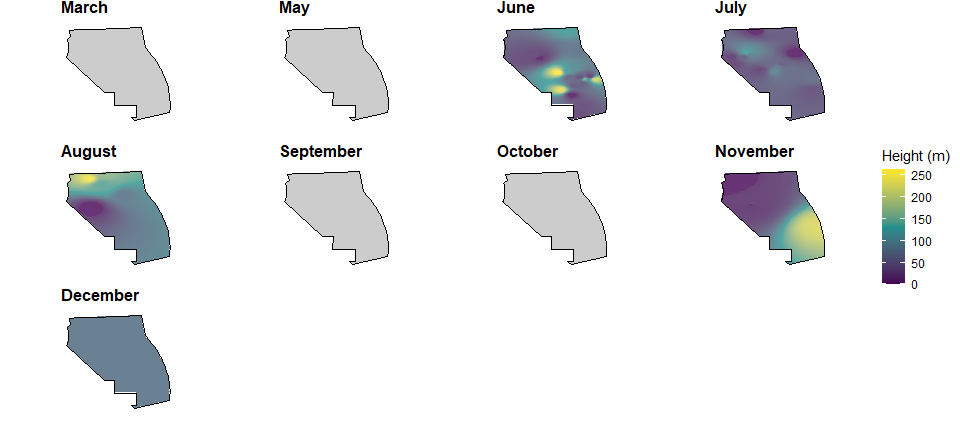 March
May
June
July
August
September
October
November
Height (m)
250
200
150
100
50
0
December